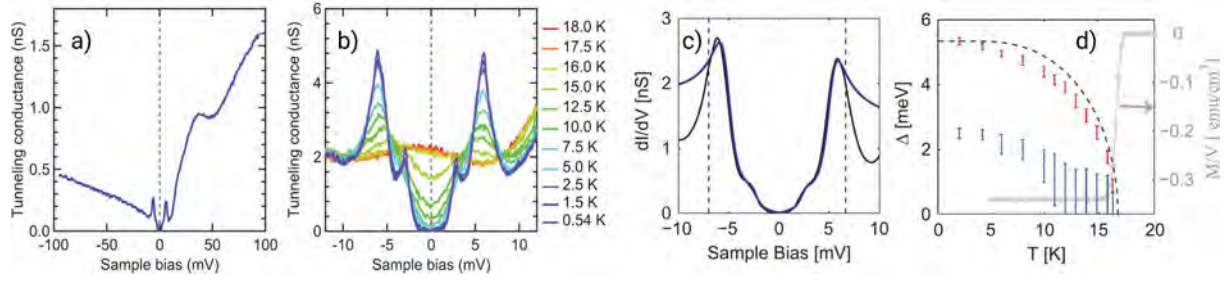 a)
Tunneling conductance (nS)
1.5
1.0
0.5
0.0
-100
-50
0
50
100
Sample bias (mV)
b)
Tunneling conductance (nS)
6
4
2
0
-10
-5
0
5
10
Sample bias (mV)
18.0 K
17.5 K
16.0 K
15.0 K
12.5 K
10.0 K
7.5 K
5.0 K
2.5 K
1.5 K
0.54 K
c)
dI/dV [nS]
3
2
1
0
-10
-5
0
5
10
Sample Bias [mV]
d)
Δ [meV]
6
4
2
0
0
5
10
15
20
T [K]
0
−0.1
−0.2
−0.3
M/V [emu/cm³]